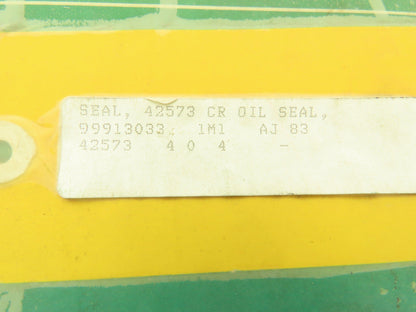 SEAL, 42573 CR OIL SEAL,
99913033 1M1 AJ 83
42573 4 0 4 -